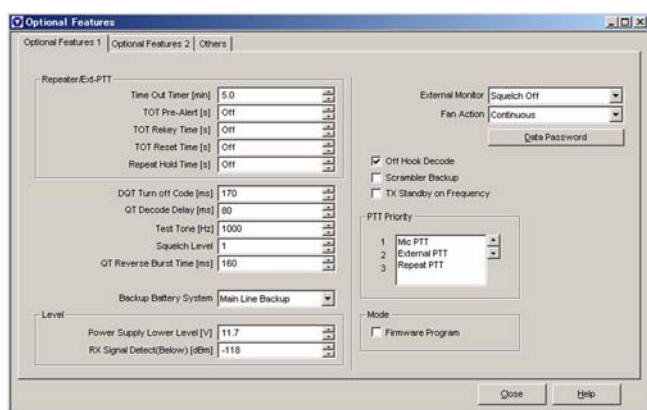 Optional Features
Optional Features 1 Optional Features 2 Others
Repeater/Ext-PTT
Time Out Timer [min] 5.0
TOT Pre-Alert [s] Off
TOT Rekey Time [s] Off
TOT Reset Time [s] Off
Repeat Hold Time [s] Off
DQT Turn off Code [ms] 170
QT Decode Delay [ms] 80
Test Tone [Hz] 1000
Squelch Level 1
QT Reverse Burst Time [ms] 160
Backup Battery System Main Line Backup
Level
Power Supply Lower Level [V] 11.7
RX Signal Detect(Below) [dBm] -118
External Monitor Squelch Off
Fan Action Continuous
Data Password
Off Hook Decode
Scrambler Backup
TX Standby on Frequency
PTT Priority
1 Mic PTT
2 External PTT
3 Repeat PTT
Mode
Firmware Program
Close Help